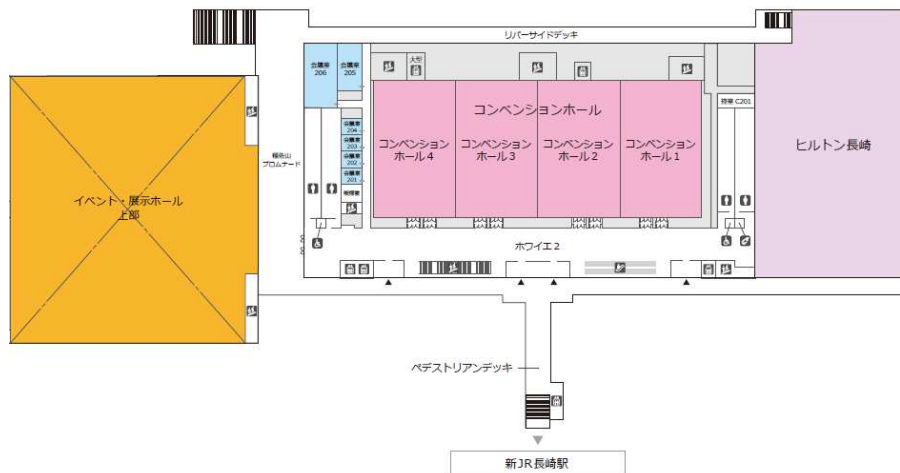 リバーサイドデッキ
会議室
206
会議室
205
大型
コンベンションホール
コンベンション
ホール 4
コンベンション
ホール 3
コンベンション
ホール 2
コンベンション
ホール 1
控室 C201
ヒルトン長崎
会議室
204
会議室
203
会議室
202
会議室
201
稲佐山
プロムナード
イベント・展示ホール
上部
ホワイエ 2
ペデストリアンデッキ
新JR長崎駅